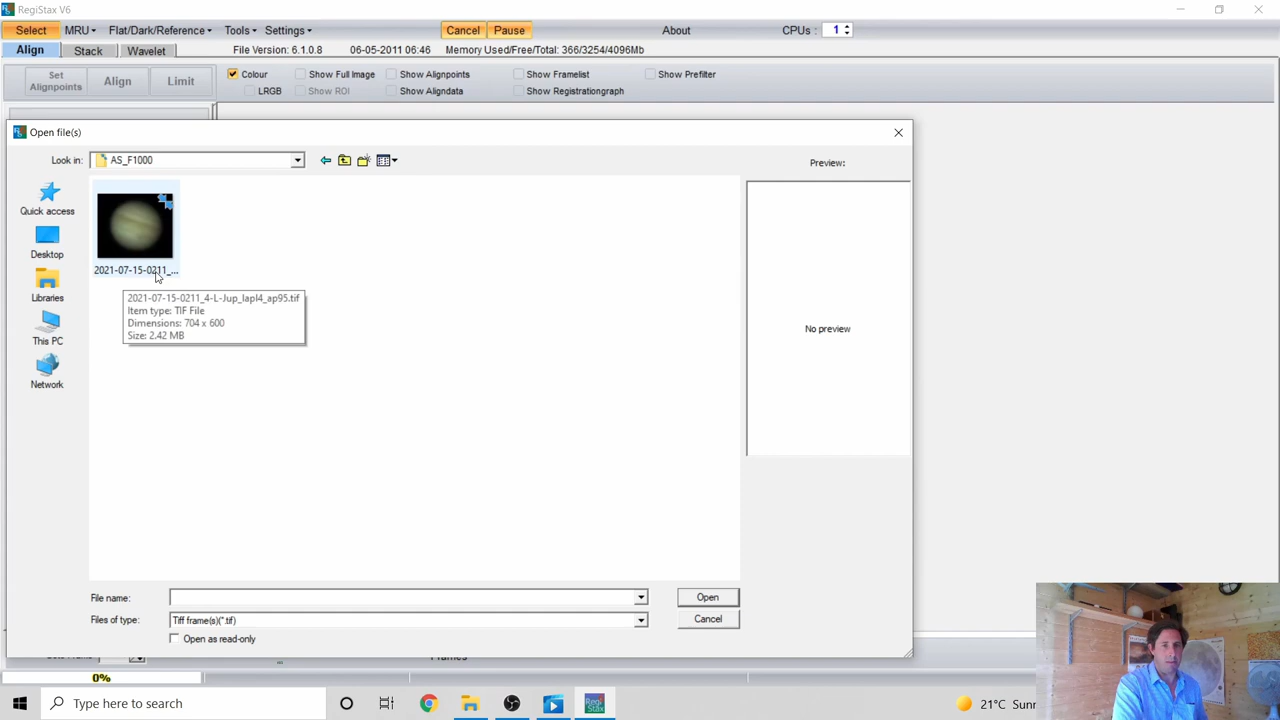 RegiStax V6
Select MRU Flat/Dark/Reference Tools Settings Cancel Pause About CPUs: 1
Align Stack Wavelet File Version: 6.1.0.8 06-05-2011 06:46 Memory Used/Free/Total: 366/3254/4096Mb
Set Alignpoints Align Limit
Colour Show Full Image Show Alignpoints Show Framelist Show Prefilter
LRGB Show ROI Show Aligndata Show Registrationgraph
Open file(s)
Look in: AS_F1000
Preview:
Quick access
Desktop
Libraries
This PC
Network
2021-07-15-0211_...
2021-07-15-0211_4-L-Jup_lapl4_ap95.tif
Item type: TIF File
Dimensions: 704 x 600
Size: 2.42 MB
No preview
File name: Open
Files of type: Tiff frame(s)(*.tif) Cancel
Open as read-only
Frames
0%
Type here to search
21°C Sunn